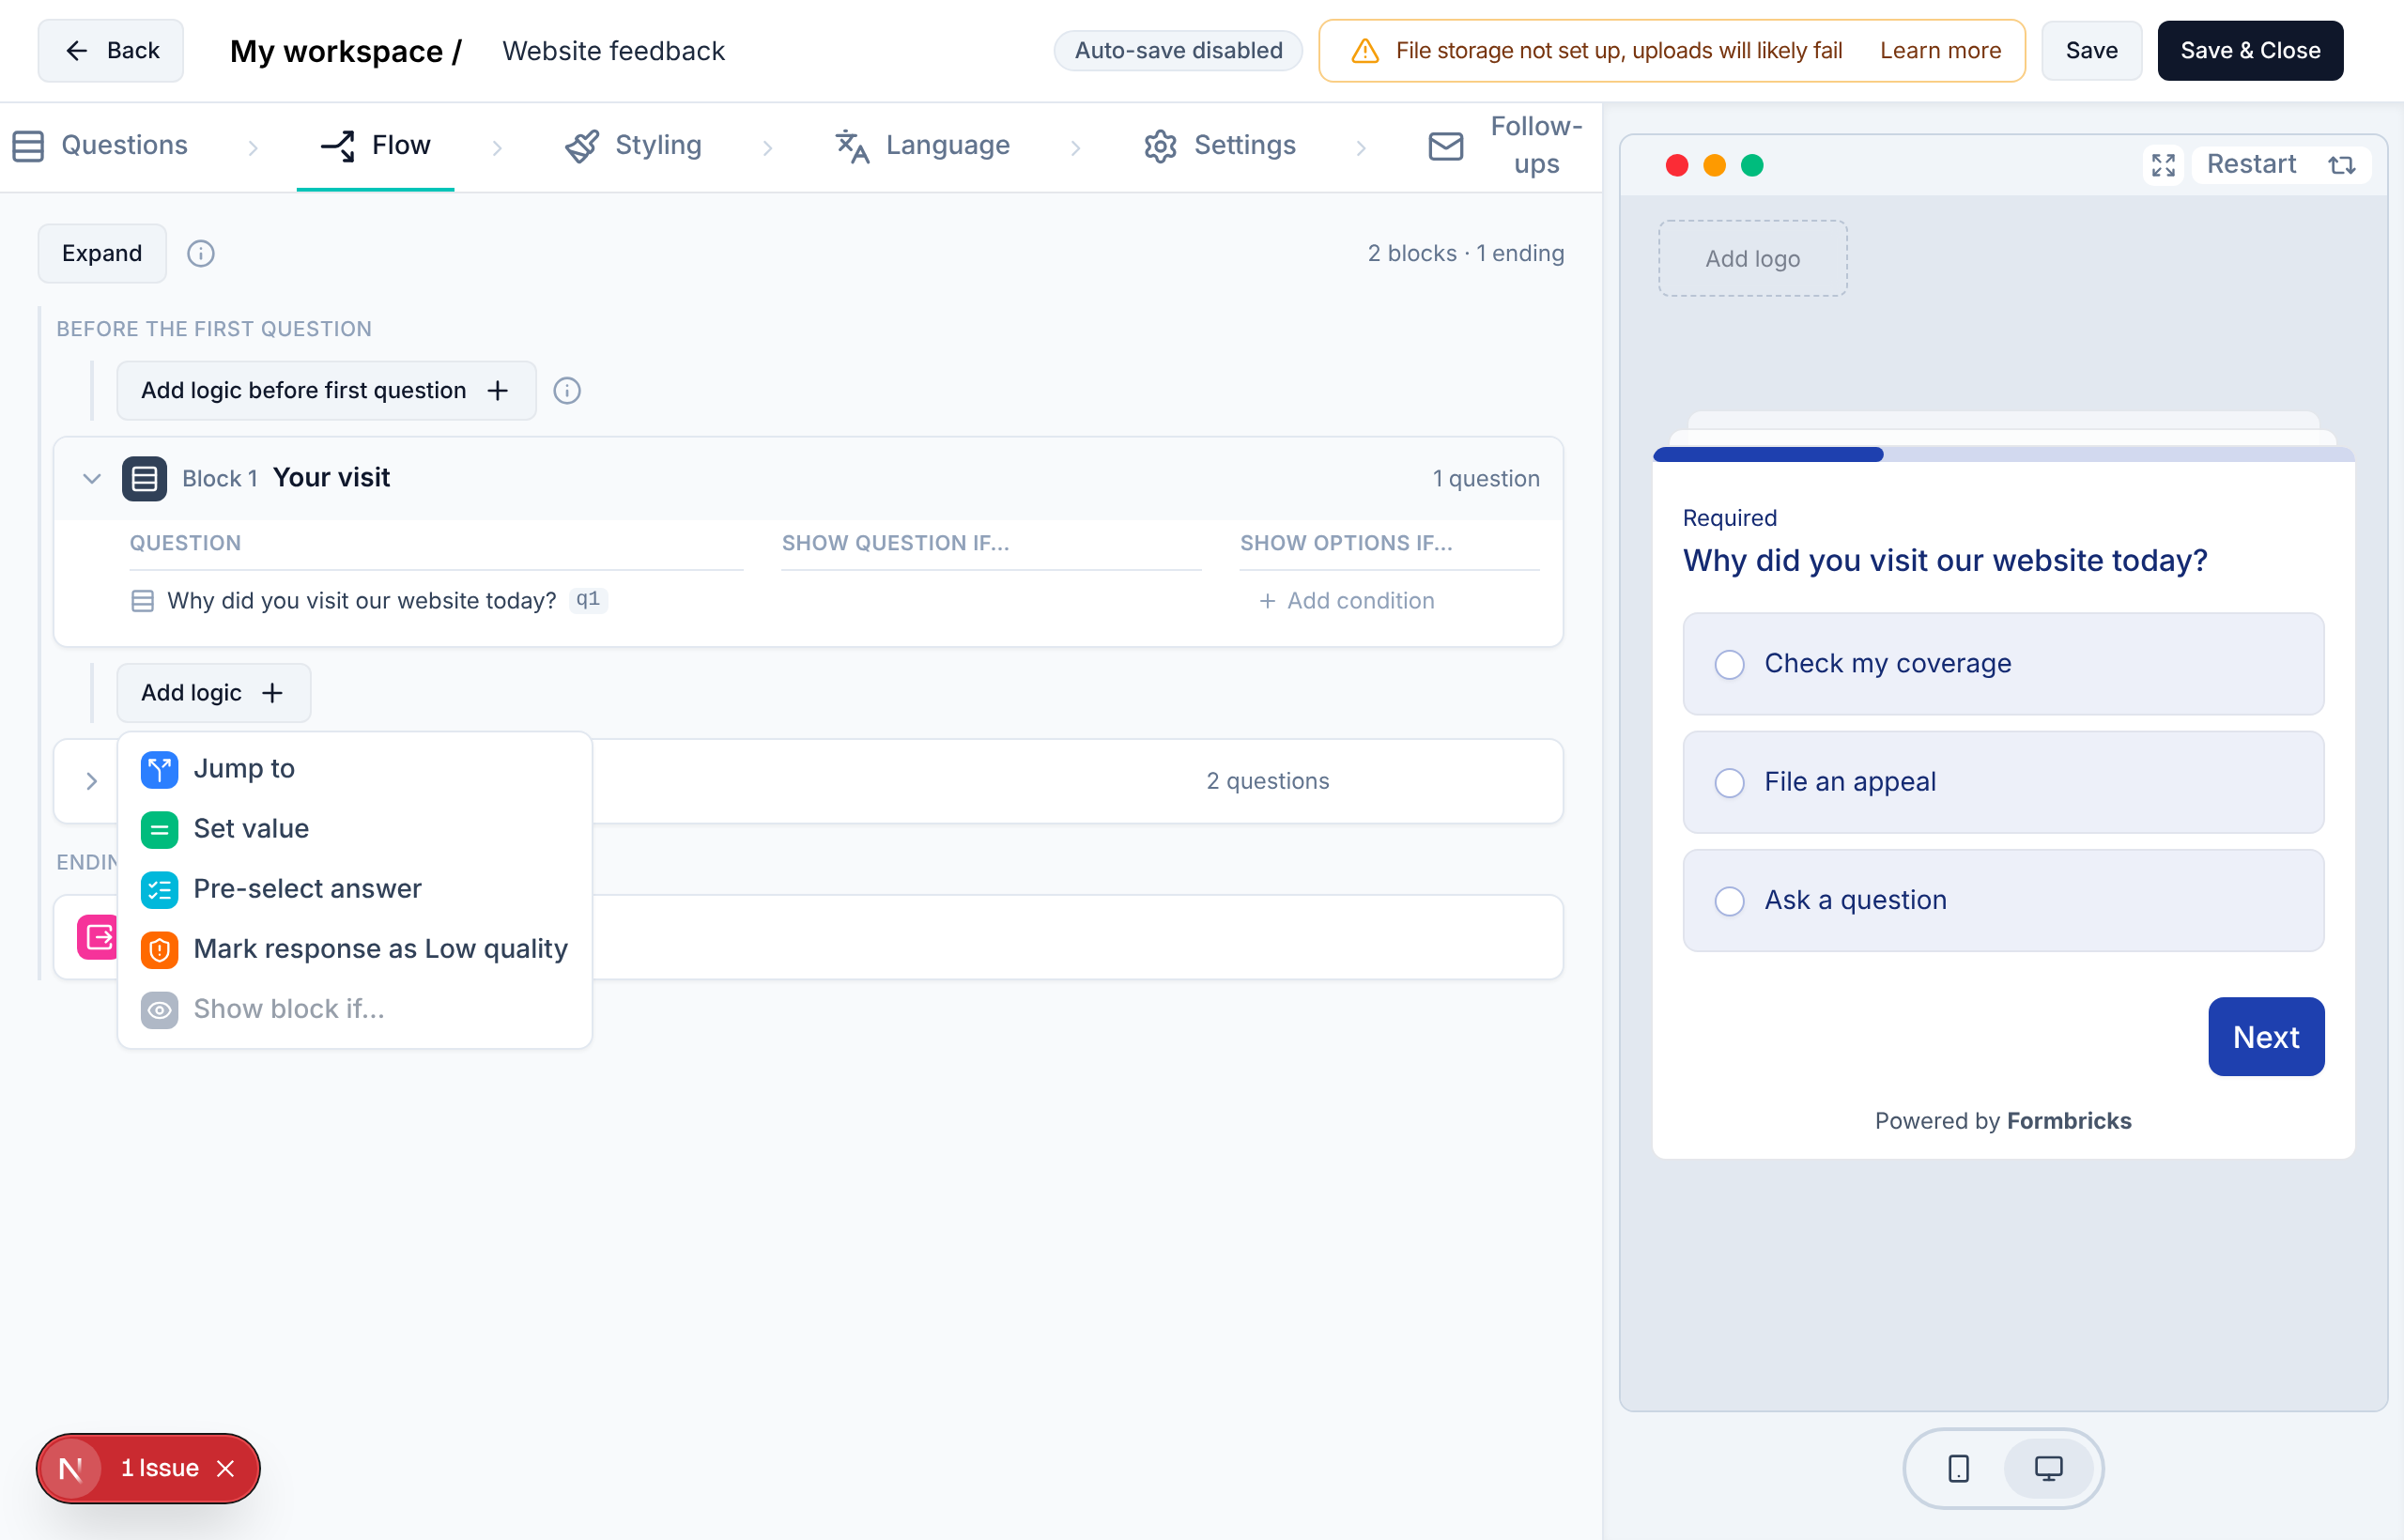 Back
My workspace /
Website feedback
Auto-save disabled
File storage not set up, uploads will likely fail
Learn more
Save
Save & Close
Questions
Flow
Styling
Language
Settings
Follow-
ups
Expand
2 blocks · 1 ending
BEFORE THE FIRST QUESTION
Add logic before first question
Block 1
Your visit
1 question
QUESTION
SHOW QUESTION IF...
SHOW OPTIONS IF...
Why did you visit our website today?
q1
+ Add condition
Add logic
Jump to
Set value
Pre-select answer
Mark response as Low quality
Show block if...
2 questions
1 Issue
Restart
Add logo
Required
Why did you visit our website today?
Check my coverage
File an appeal
Ask a question
Next
Powered by Formbricks